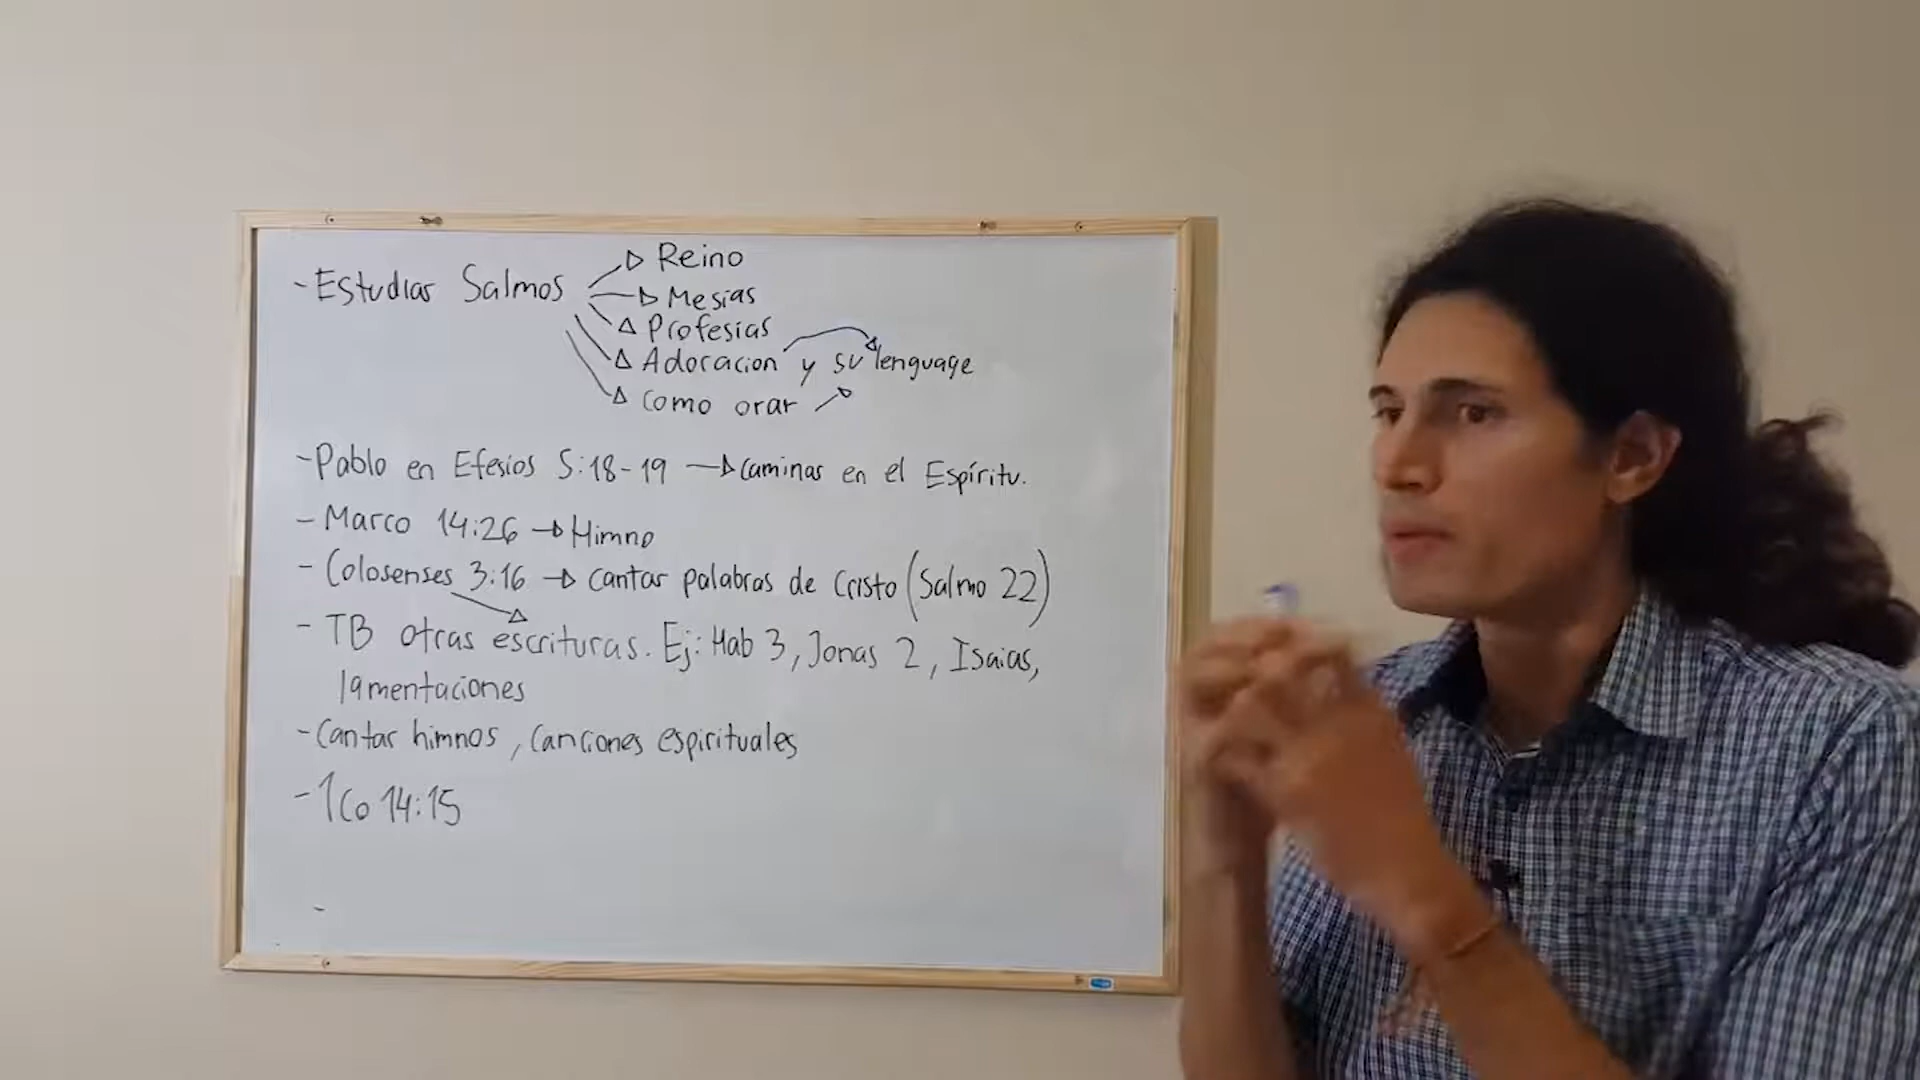 - Estudiar Salmos
Reino
Mesias
Profesias
Adoracion y su lenguage
Como orar
- Pablo en Efesios 5:18-19 → Caminas en el Espíritu.
- Marco 14:26 → Himno
- Colosenses 3:16 → cantar palabras de Cristo (Salmo 22)
- TB otras escrituras. Ej: Hab 3, Jonas 2, Isaias,
lamentaciones
- Cantar himnos, canciones espirituales
- 1Co 14:15
-